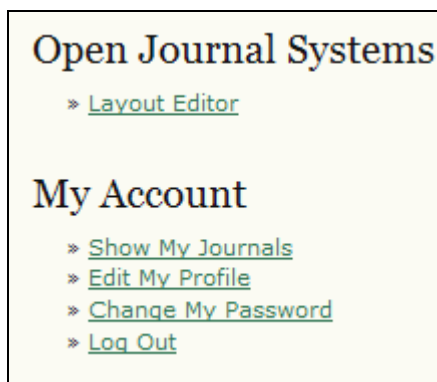 Open Journal Systems
» Layout Editor
My Account
» Show My Journals
» Edit My Profile
» Change My Password
» Log Out